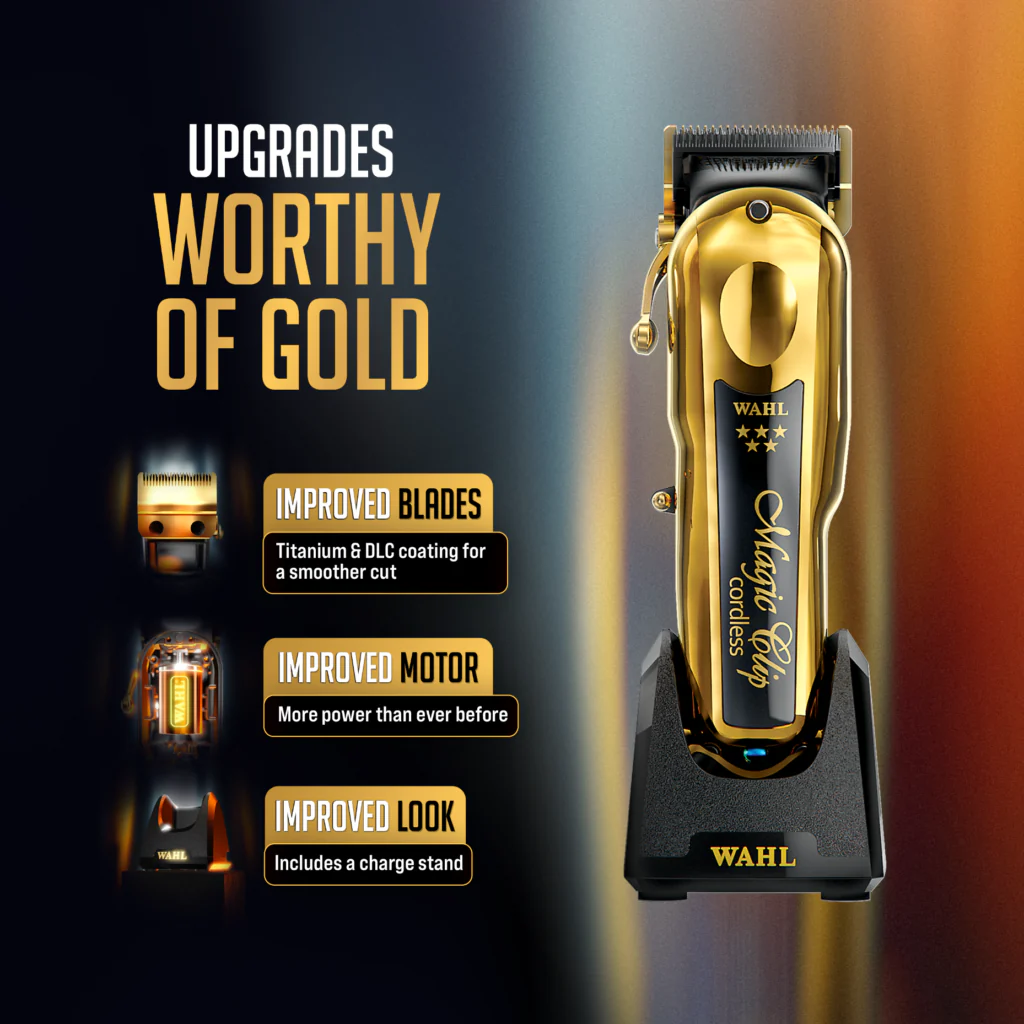 UPGRADES
WORTHY
OF GOLD
IMPROVED BLADES
Titanium & DLC coating for
a smoother cut
WAHL
IMPROVED MOTOR
More power than ever before
WAHL
IMPROVED LOOK
Includes a charge stand
WAHL
Magic Clip
cordless
WAHL